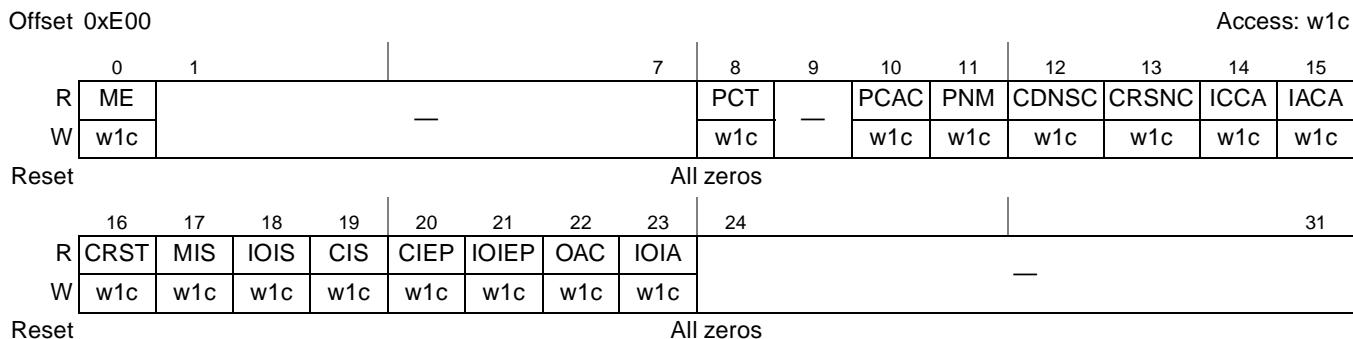 Offset 0xE00 Access: w1c
0 1 7 8 9 10 11 12 13 14 15
R ME — PCT — PCAC PNM CDNSC CRSNC ICCA IACA
W w1c w1c w1c w1c w1c w1c w1c w1c
Reset All zeros
16 17 18 19 20 21 22 23 24 31
R CRST MIS IOIS CIS CIEP IOIEP OAC IOIA —
W w1c w1c w1c w1c w1c w1c w1c w1c
Reset All zeros